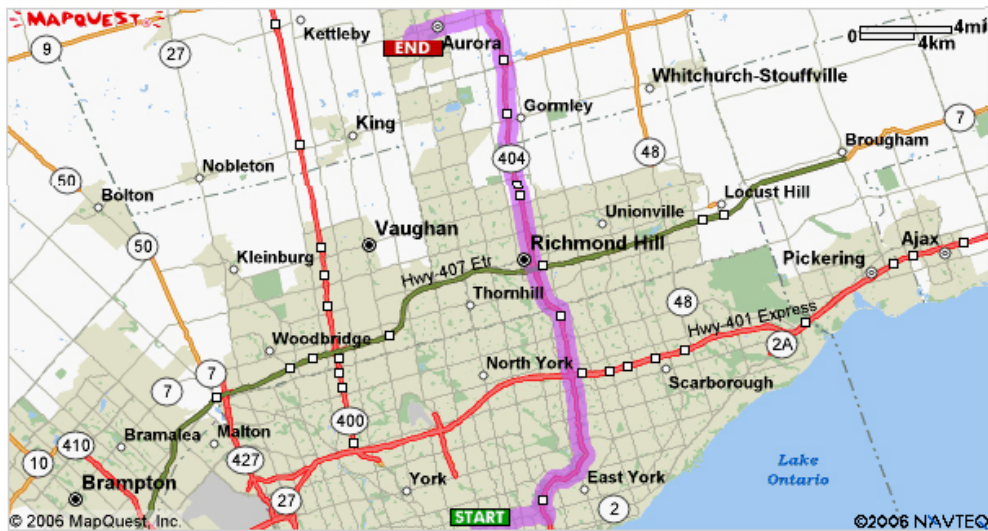 MAPQUEST
9
27
Kettleby
END
Aurora
0
4mi
4km
Whitchurch-Stouffville
Gormley
King
48
7
Brougham
50
Nobleton
404
Bolton
Locust Hill
Unionville
Vaughan
Richmond Hill
50
Kleinburg
Hwy-407 Etr
Ajax
Pickering
Thornhill
48
Hwy-401 Express
Woodbridge
2A
7
7
North York
Scarborough
400
410
Bramalea
Malton
427
10
York
East York
Lake
Ontario
Brampton
27
START
2
© 2006 MapQuest, Inc.
©2006 NAVTEQ